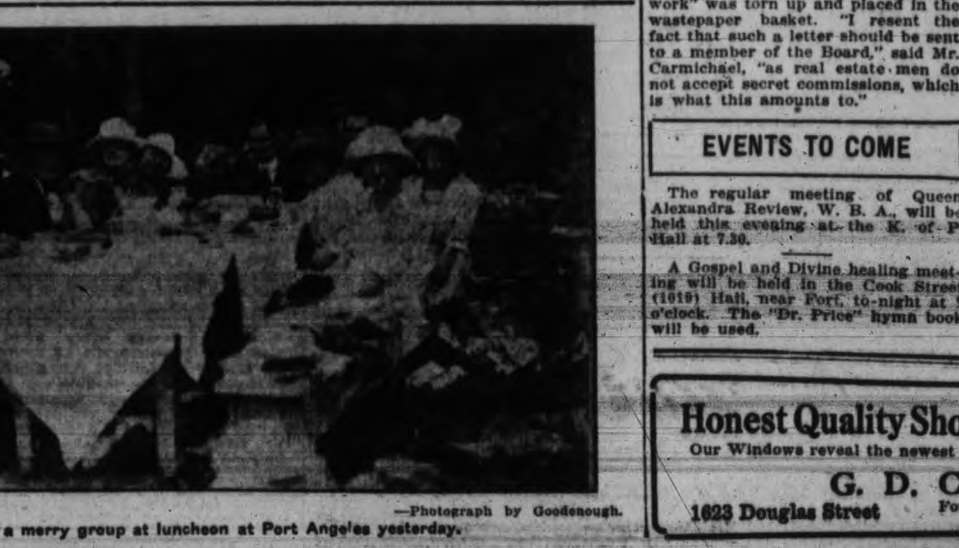 —Photograph by Goodenough.
a merry group at luncheon at Port Angeles yesterday.
work" was torn up and placed in the
wastepaper basket. "I resent the
fact that such a letter should be sent
to a member of the Board," said Mr.
Carmichael, "as real estate men do
not accept secret commissions, which
is what this amounts to."
EVENTS TO COME
The regular meeting of Queen
Alexandra Review, W. B. A., will be
held this evening at the K. of P
Hall at 7.30.
A Gospel and Divine healing meet-
ing will be held in the Cook Street
(1019) Hall, near Fort, to-night at
o'clock. The "Dr. Price" hymn book
will be used.
Honest Quality Sho
Our Windows reveal the newest
G. D. C
Fo
1623 Douglas Street